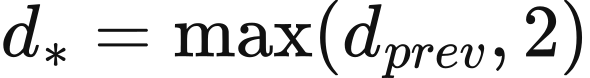 d_* = max(d_{prev}, 2)